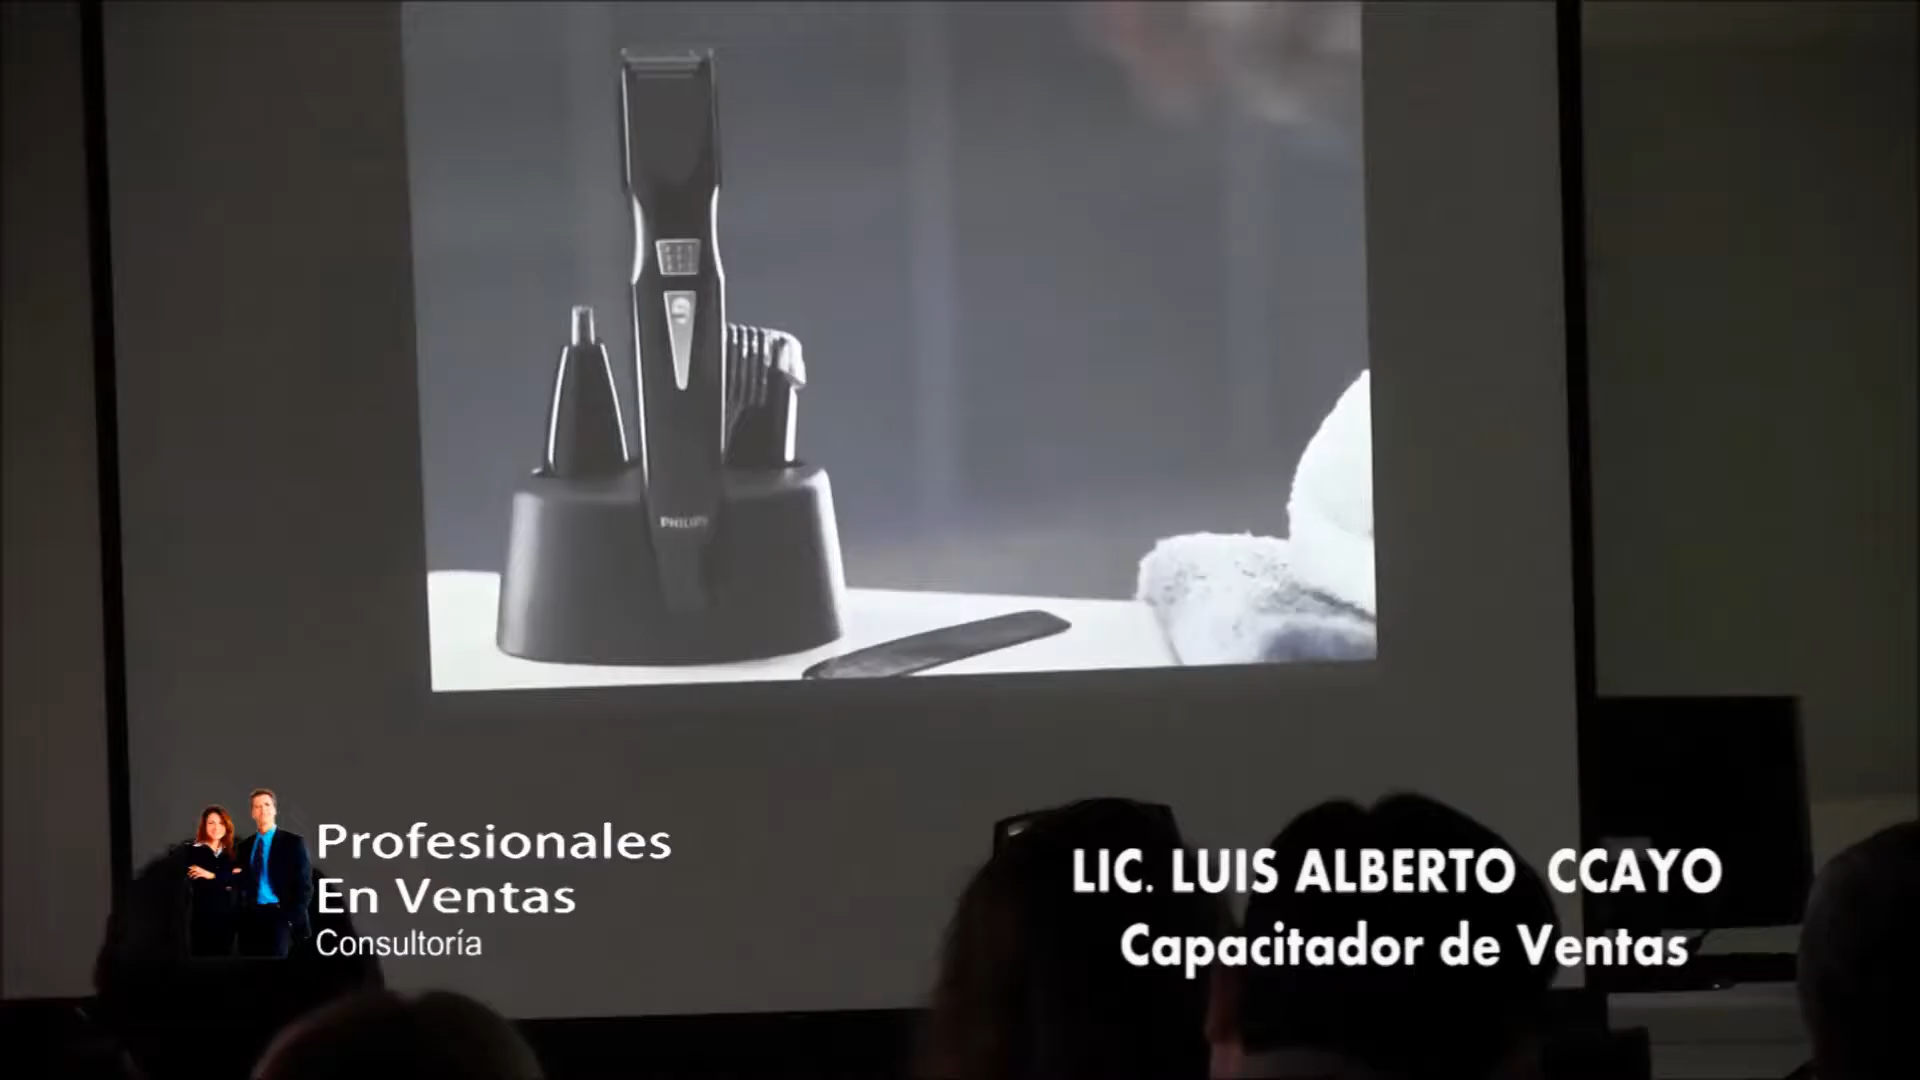 PHILIPS
Profesionales
En Ventas
Consultoría
LIC. LUIS ALBERTO CCAYO
Capacitador de Ventas